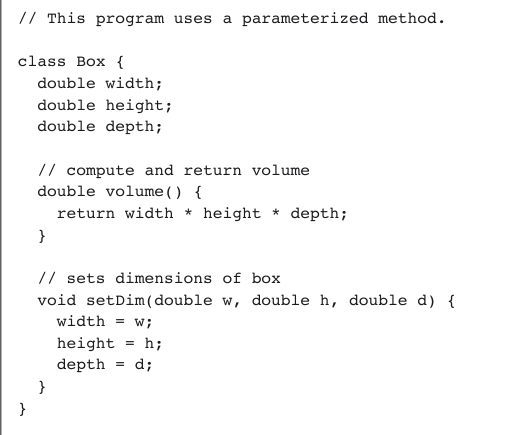 // This program uses a parameterized method.

class Box {
  double width;
  double height;
  double depth;

  // compute and return volume
  double volume() {
    return width * height * depth;
  }

  // sets dimensions of box
  void setDim(double w, double h, double d) {
    width = w;
    height = h;
    depth = d;
  }
}